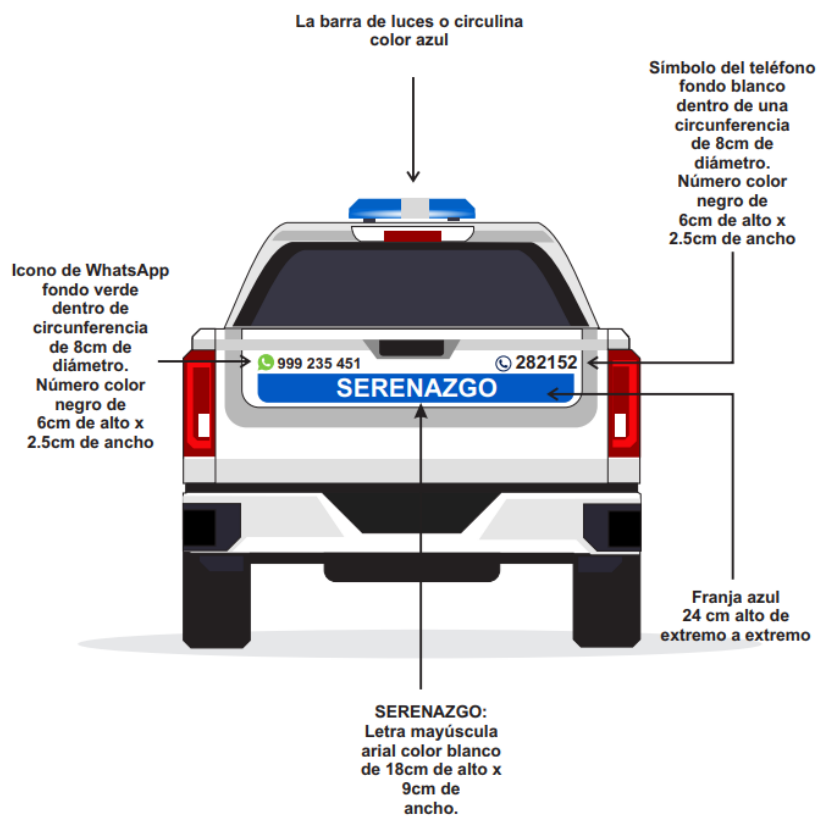 La barra de luces o circulina
color azul
Símbolo del teléfono
fondo blanco
dentro de una
circunferencia
de 8cm de
diámetro.
Número color
negro de
6cm de alto x
2.5cm de ancho
Icono de WhatsApp
fondo verde
dentro de
circunferencia
de 8cm de
diámetro.
Número color
negro de
6cm de alto x
2.5cm de ancho
999 235 451
282152
SERENAZGO
Franja azul
24 cm alto de
extremo a extremo
SERENAZGO:
Letra mayúscula
arial color blanco
de 18cm de alto x
9cm de
ancho.